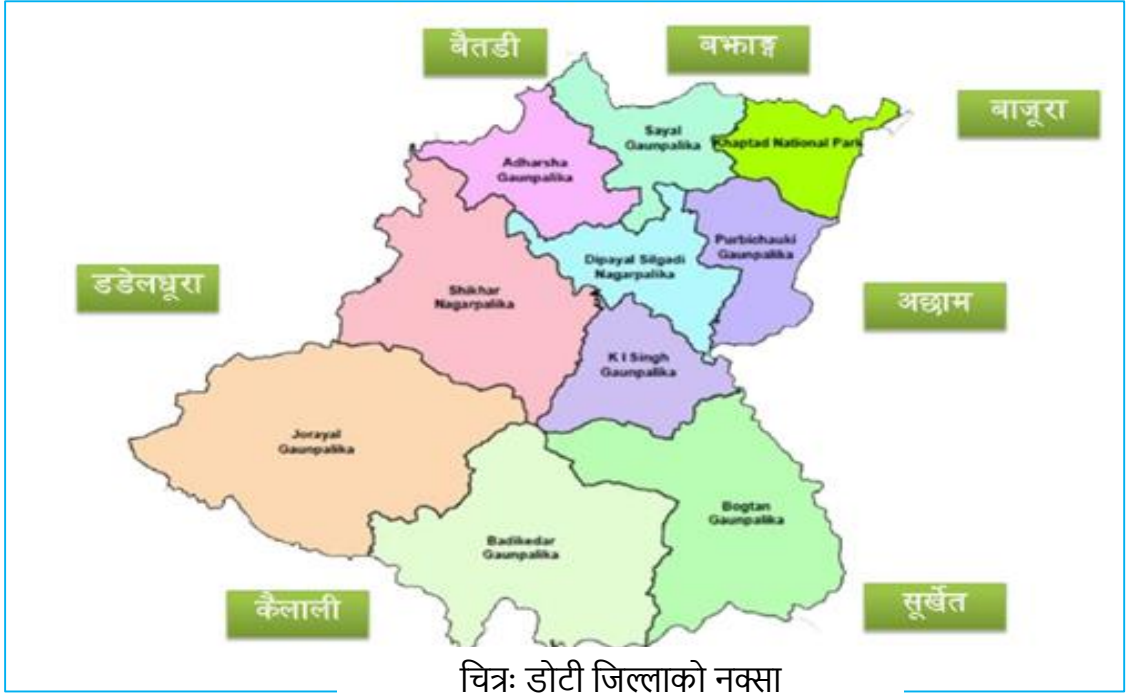 बैतडी
बझाङ्ग
बाजूरा
Sayal
Gaunpalika
Khaptad National Park
Adharsha
Gaunpalika
Purbichauki
Gaunpalika
Dipayal Silgadi
Nagarpalika
डडेलधूरा
Shikhar
Nagarpalika
अछाम
K I Singh
Gaunpalika
Jorayal
Gaunpalika
Bogtan
Gaunpalika
Badikedar
Gaunpalika
कैलाली
सूर्खेत
चित्रः डोटी जिल्लाको नक्सा